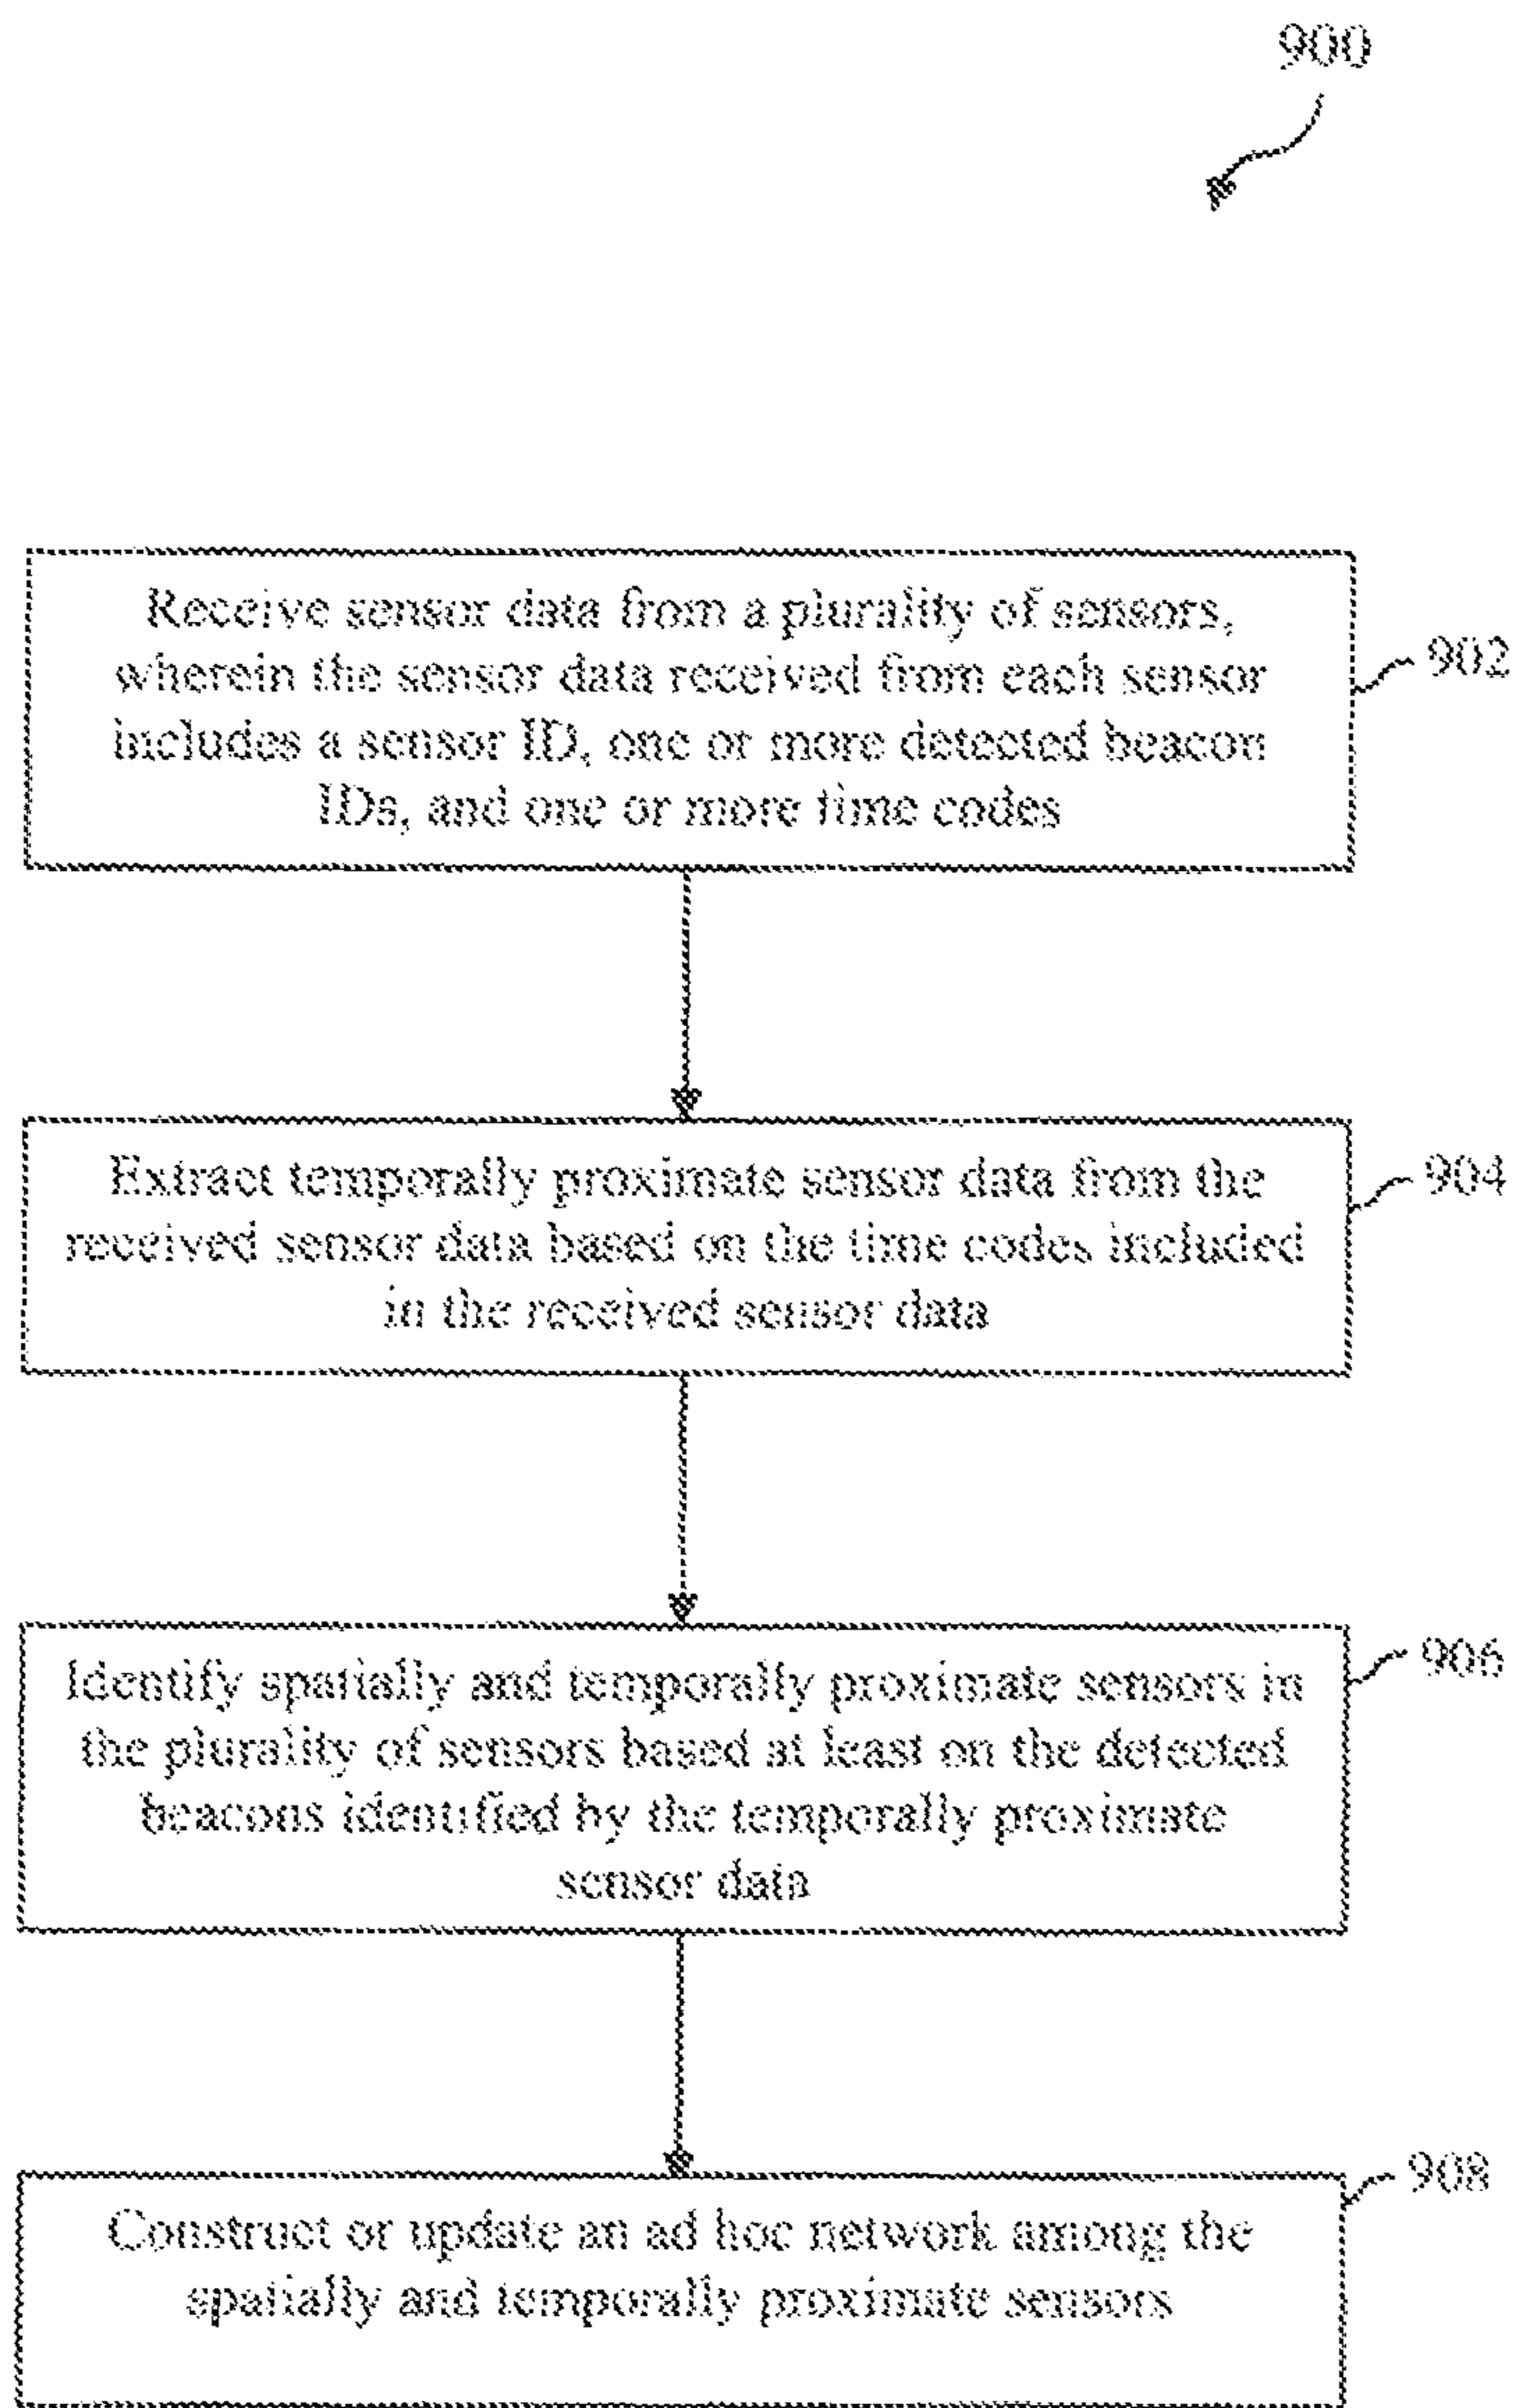 900
Receive sensor data from a plurality of sensors,
wherein the sensor data received from each sensor
includes a sensor ID, one or more detected beacon
IDs, and one or more time codes
902
Extract temporally proximate sensor data from the
received sensor data based on the time codes included
in the received sensor data
904
Identify spatially and temporally proximate sensors in
the plurality of sensors based at least on the detected
beacons identified by the temporally proximate
sensor data
906
Construct or update an ad hoc network among the
spatially and temporally proximate sensors
908